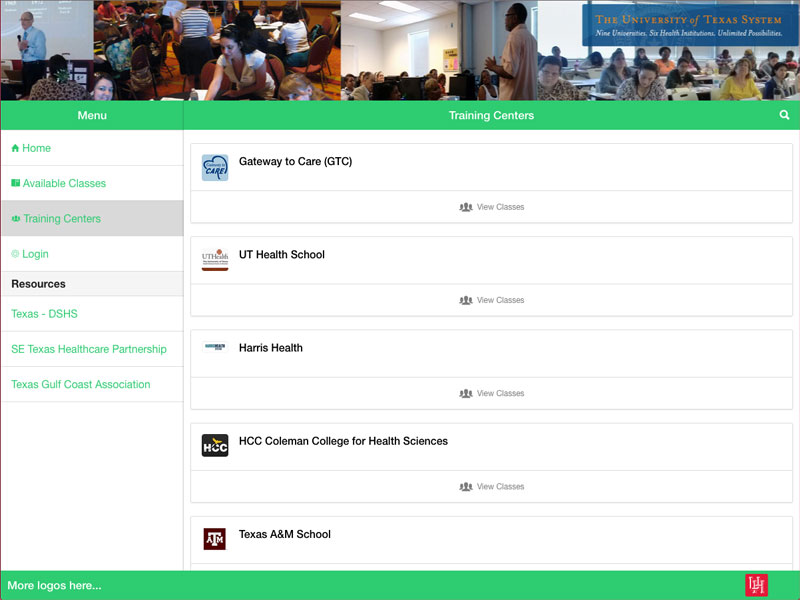 THE UNIVERSITY of TEXAS SYSTEM
Nine Universities. Six Health Institutions. Unlimited Possibilities.
Menu
Training Centers
Home
Available Classes
Training Centers
Login
Resources
Texas - DSHS
SE Texas Healthcare Partnership
Texas Gulf Coast Association
Gateway to CARE
Gateway to Care (GTC)
View Classes
UTHealth
UT Health School
View Classes
HARRISHEALTH
Harris Health
View Classes
HCC
HCC Coleman College for Health Sciences
View Classes
ATM
Texas A&M School
More logos here...
UH